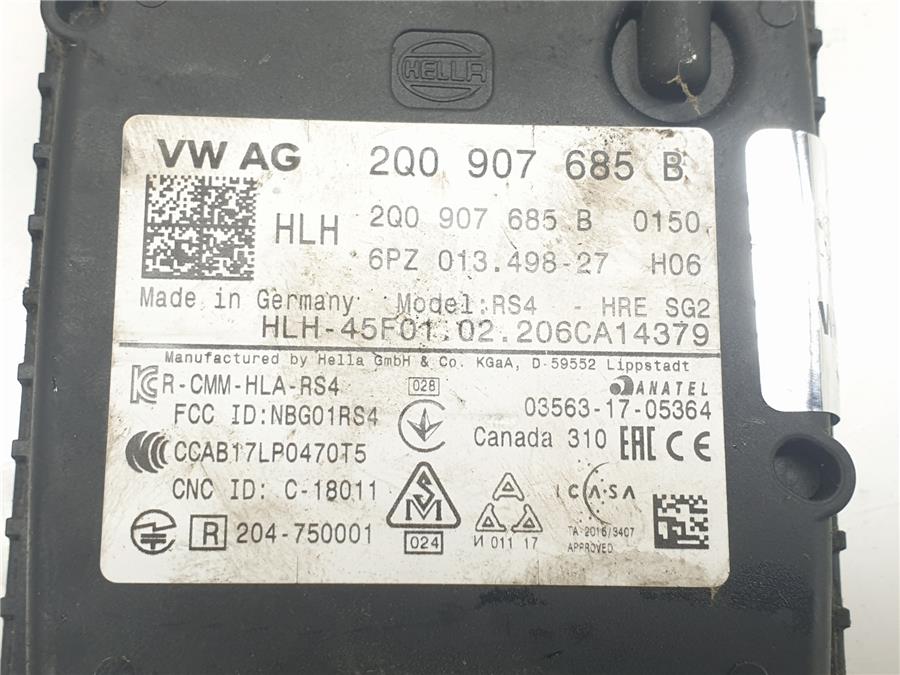 HELLA
VW AG 2Q0 907 685 B
HLH 2Q0 907 685 B 0150
6PZ 013.498-27 H06
Made in Germany Model:RS4 - HRE SG2
HLH-45F01.02.206CA14379
Manufactured by Hella GmbH & Co. KGaA, D-59552 Lippstadt
R-CMM-HLA-RS4 028 ANATEL
FCC ID:NBG01RS4 03563-17-05364
CCAB17LP0470T5 Canada 310 EAC CE
CNC ID: C-18011 SM ICASA
R 204-750001 024 И 011 17 TA-2016/3407
APPROVED